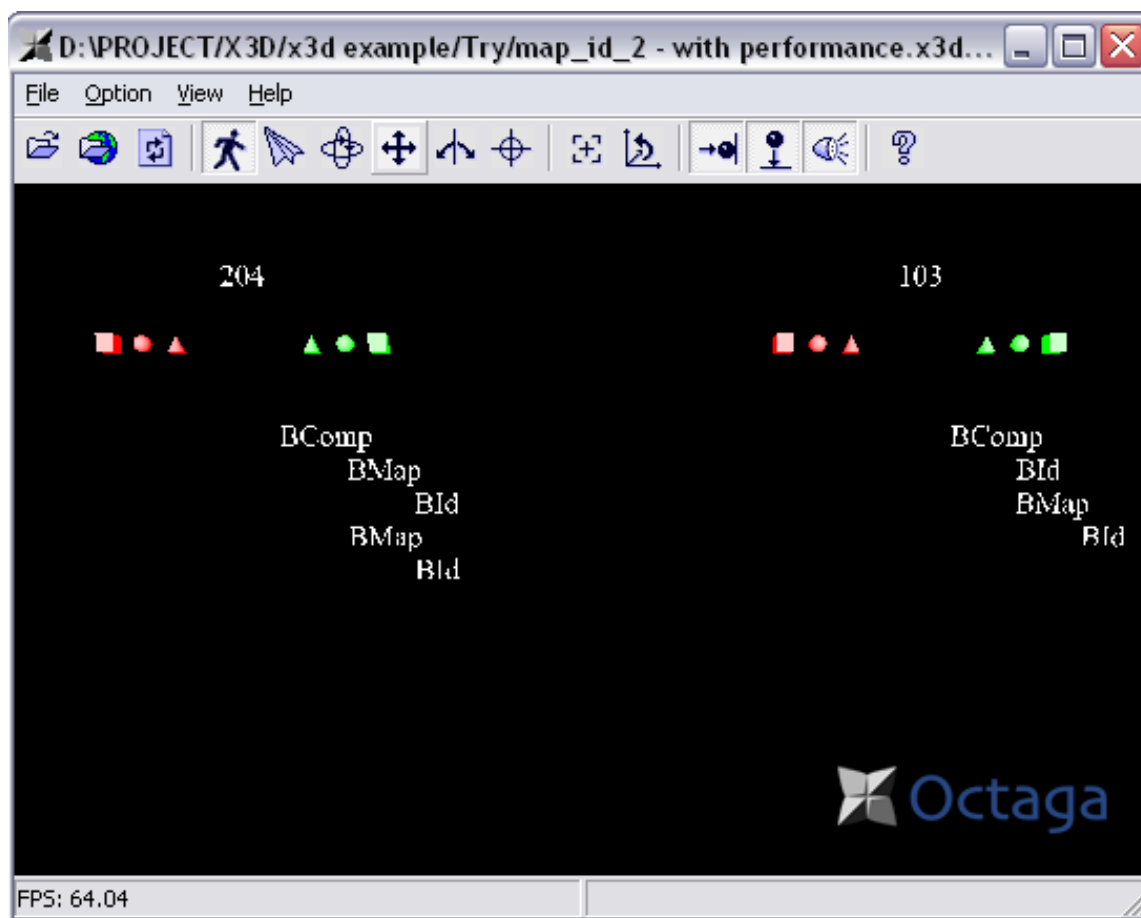 D:\PROJECT/X3D/x3d example/Try/map_id_2 - with performance.x3d...
File Option View Help
204
103
BComp
BMap
BId
BMap
BId
BComp
BId
BMap
BId
Octaga
FPS: 64.04